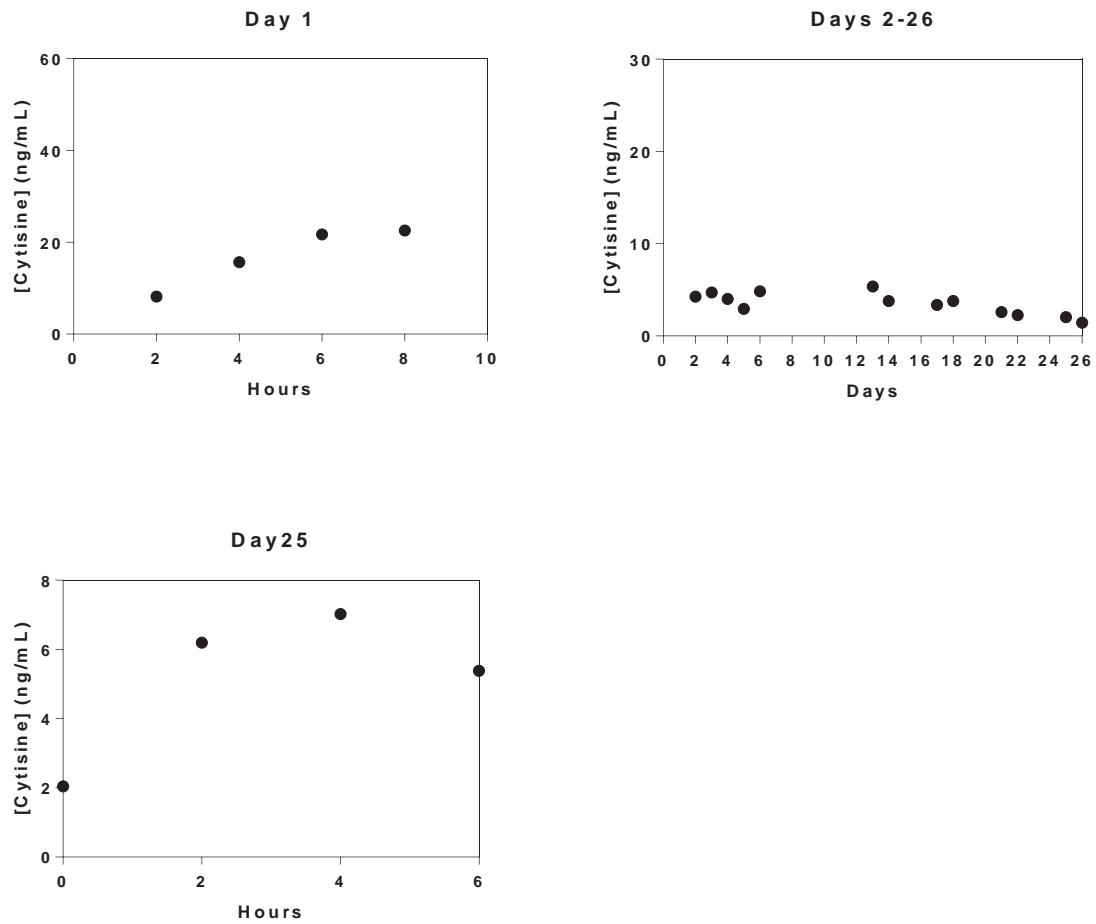 Day 1
60
40
20
0
[Cytisine] (ng/mL)
0 2 4 6 8 10
Hours
Days 2-26
30
20
10
0
[Cytisine] (ng/mL)
0 2 4 6 8 10 12 14 16 18 20 22 24 26
Days
Day25
8
6
4
2
0
[Cytisine] (ng/mL)
0 2 4 6
Hours